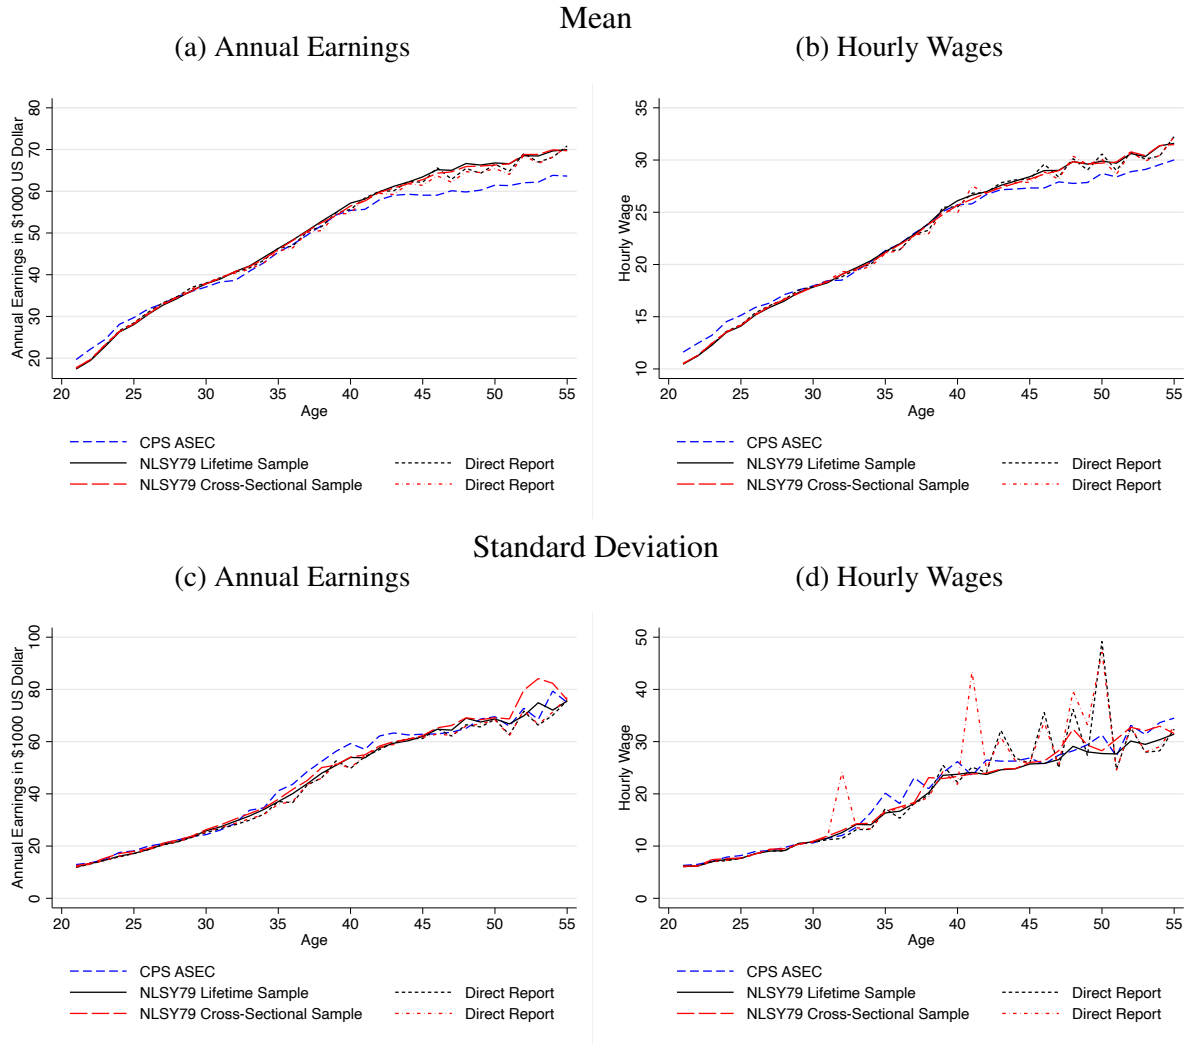 Mean
(a) Annual Earnings
(b) Hourly Wages
Annual Earnings in $1000 US Dollar
80
70
60
50
40
30
20
20 25 30 35 40 45 50 55
Age
CPS ASEC
NLSY79 Lifetime Sample Direct Report
NLSY79 Cross-Sectional Sample Direct Report
Hourly Wage
35
30
25
20
15
10
20 25 30 35 40 45 50 55
Age
CPS ASEC
NLSY79 Lifetime Sample Direct Report
NLSY79 Cross-Sectional Sample Direct Report
Standard Deviation
(c) Annual Earnings
(d) Hourly Wages
Annual Earnings in $1000 US Dollar
100
80
60
40
20
0
20 25 30 35 40 45 50 55
Age
CPS ASEC
NLSY79 Lifetime Sample Direct Report
NLSY79 Cross-Sectional Sample Direct Report
Hourly Wage
50
40
30
20
10
0
20 25 30 35 40 45 50 55
Age
CPS ASEC
NLSY79 Lifetime Sample Direct Report
NLSY79 Cross-Sectional Sample Direct Report